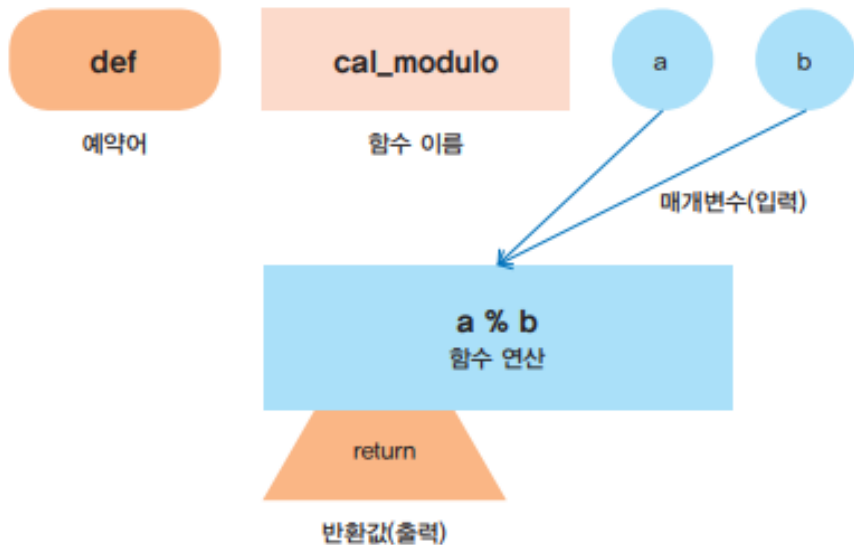 def cal_modulo a b
예약어 함수 이름
매개변수(입력)
a % b
함수 연산
return
반환값(출력)